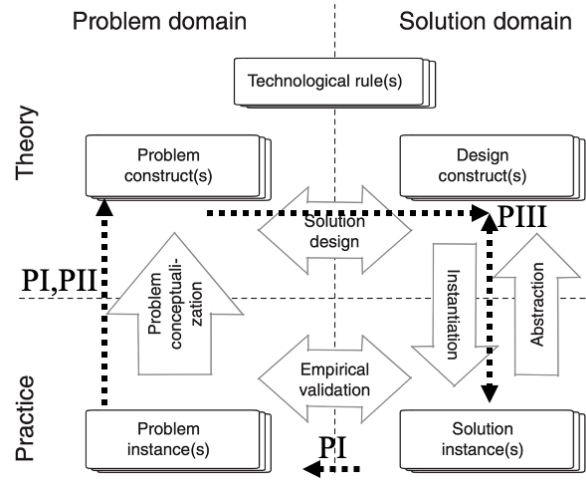 Problem domain
Solution domain
Technological rule(s)
Theory
Problem
construct(s)
Design
construct(s)
PIII
Solution
design
PI,PII
Problem
conceptuali-
zation
Instantiation
Abstraction
Empirical
validation
Practice
Problem
instance(s)
PI
Solution
instance(s)